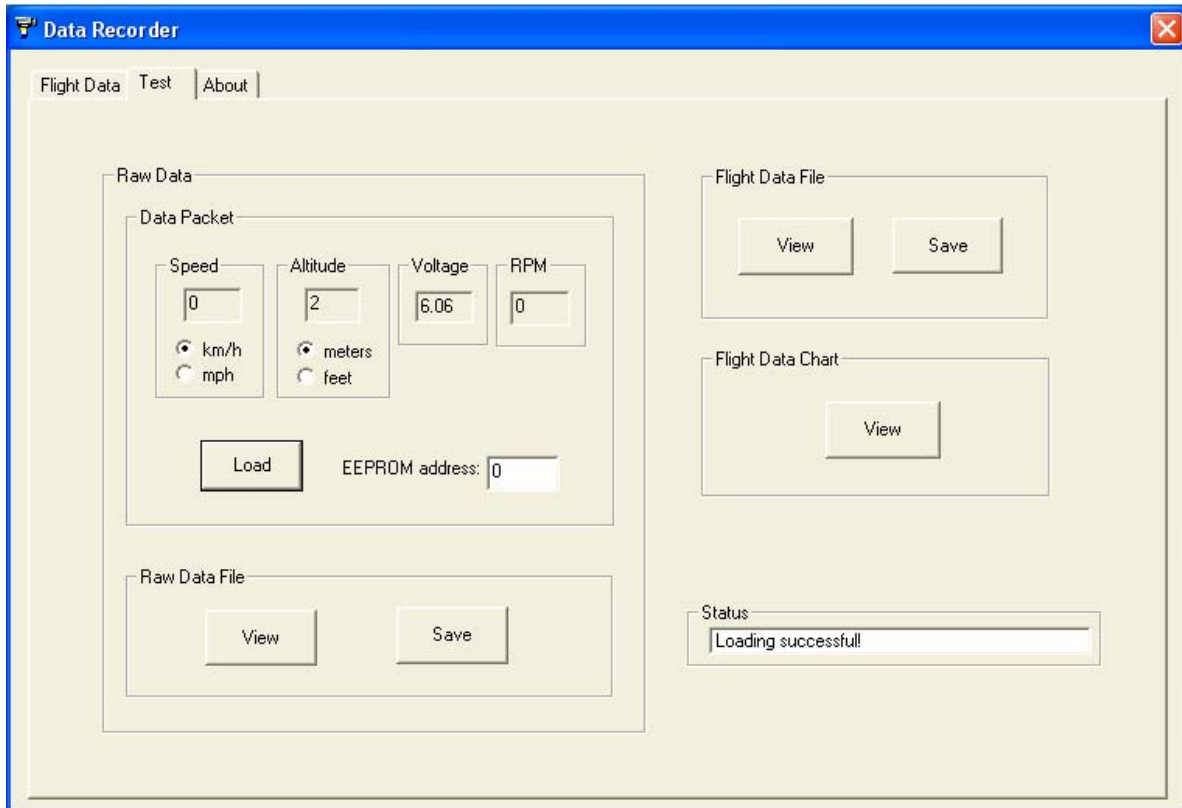 Data Recorder
Flight Data Test About
Raw Data
Data Packet
Speed Altitude Voltage RPM
0 2 6.06 0
km/h meters
mph feet
Load EEPROM address: 0
Raw Data File
View Save
Flight Data File
View Save
Flight Data Chart
View
Status
Loading successful!